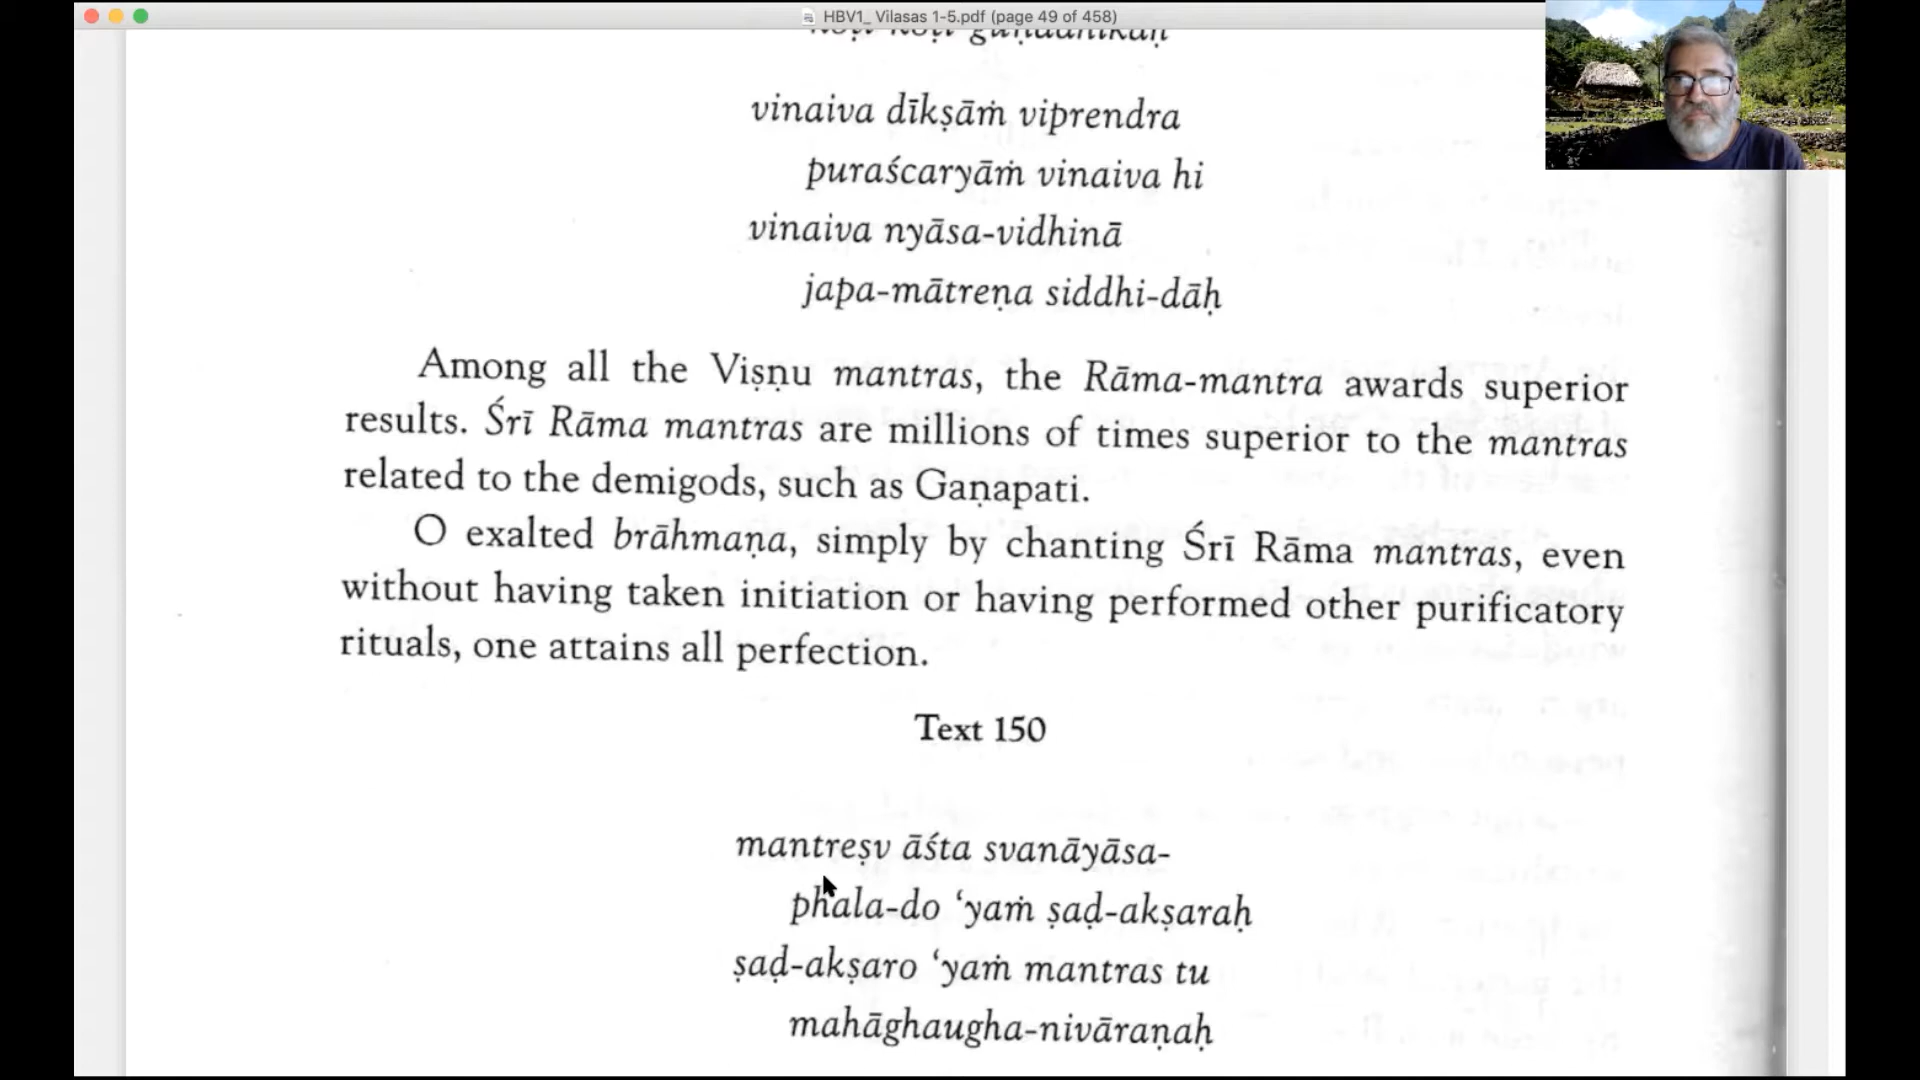 HBV1_ Vilasas 1-5.pdf (page 49 of 458)
vinaiva dīkṣāṁ viprendra
puraścaryāṁ vinaiva hi
vinaiva nyāsa-vidhinā
japa-mātreṇa siddhi-dāḥ
Among all the Viṣṇu mantras, the Rāma-mantra awards superior
results. Śrī Rāma mantras are millions of times superior to the mantras
related to the demigods, such as Gaṇapati.
O exalted brāhmaṇa, simply by chanting Śrī Rāma mantras, even
without having taken initiation or having performed other purificatory
rituals, one attains all perfection.
Text 150
mantreṣv āśta svanāyāsa-
phala-do ‘yaṁ ṣaḍ-akṣaraḥ
ṣaḍ-akṣaro ‘yaṁ mantras tu
mahāghaugha-nivāraṇaḥ